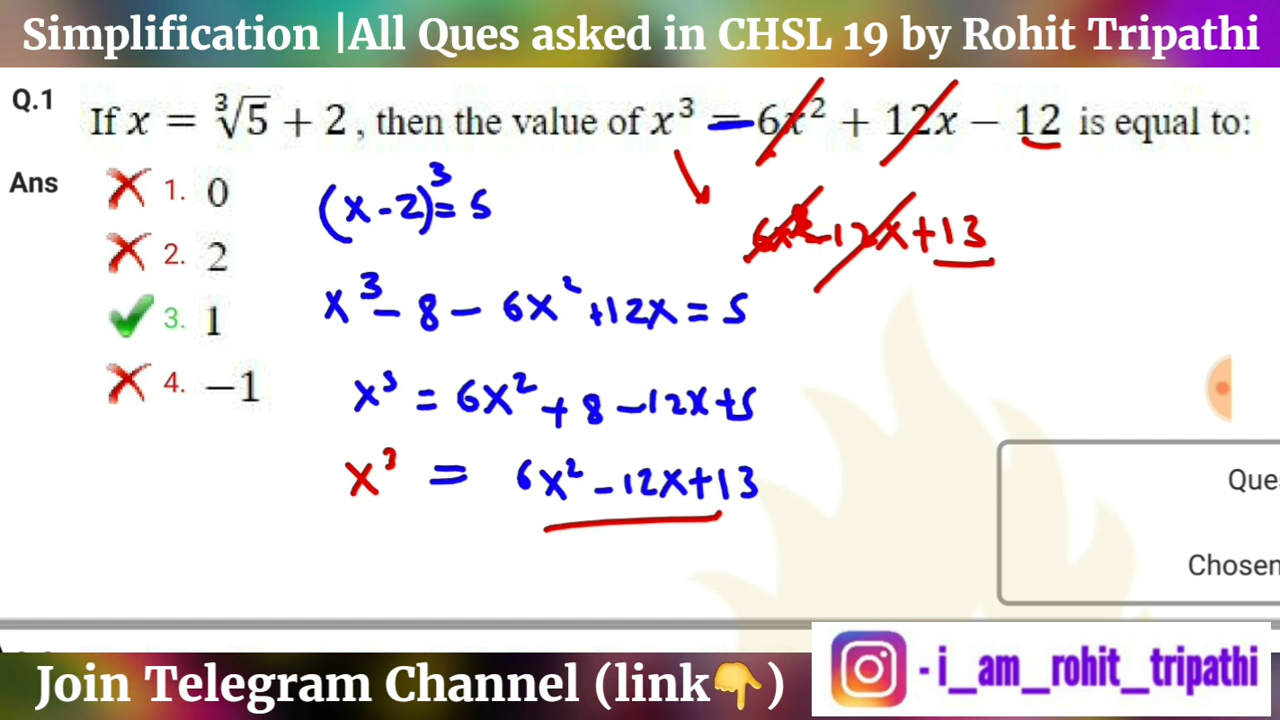 Simplification |All Ques asked in CHSL 19 by Rohit Tripathi
Q.1 If x = ∛5 + 2, then the value of x³ − 6x² + 12x − 12 is equal to:
Ans
1. 0
2. 2
3. 1
4. −1
(x-2)³ = 5
6x² - 12x + 13
x³ - 8 - 6x² + 12x = 5
x³ = 6x² + 8 - 12x + 5
x³ = 6x² - 12x + 13
Chosen
Join Telegram Channel (link👇)
- i_am_rohit_tripathi